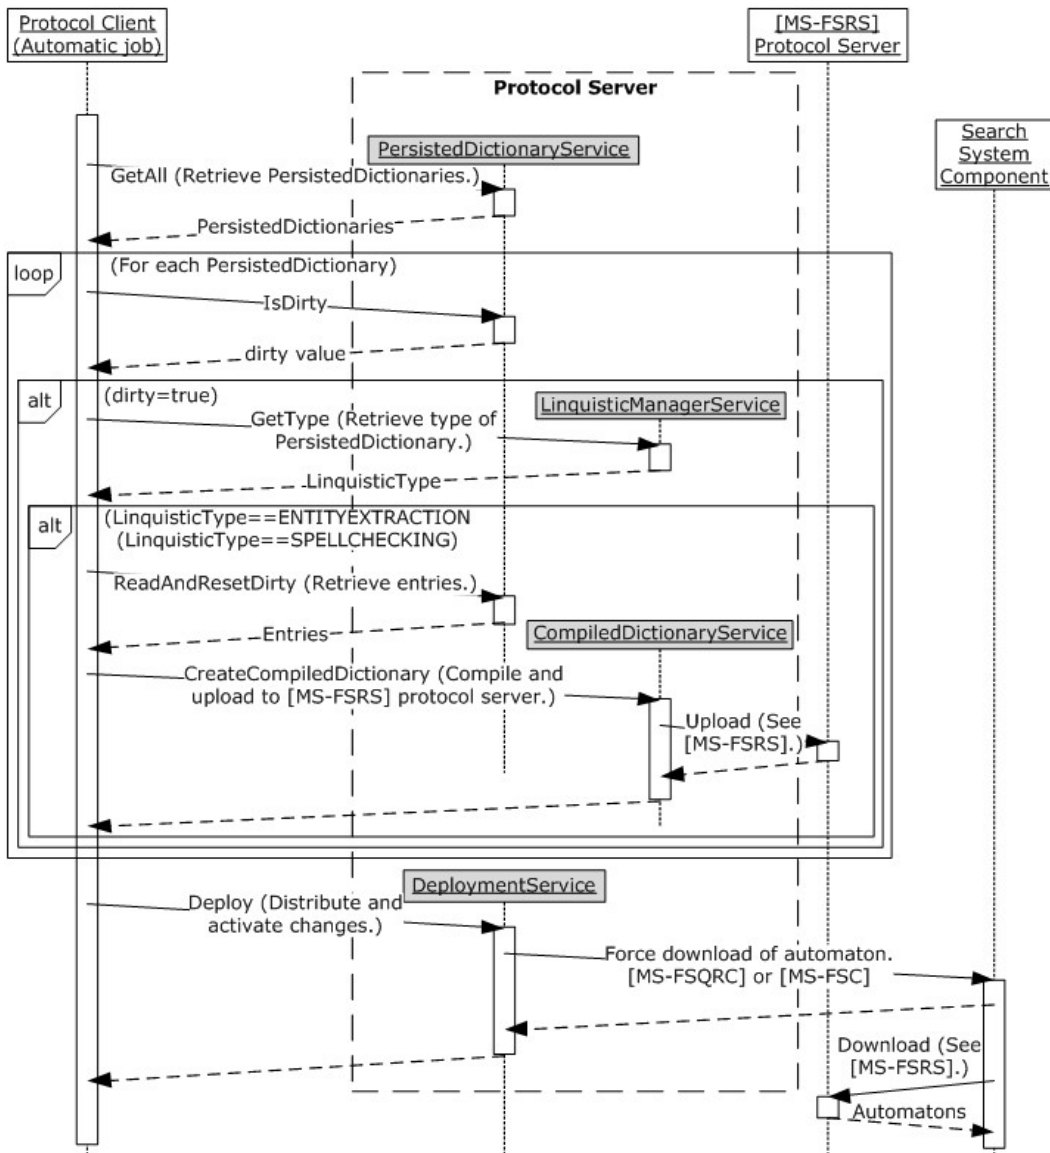 Protocol Client
(Automatic job)
[MS-FSRS]
Protocol Server
Protocol Server
Search
System
Component
PersistedDictionaryService
GetAll (Retrieve PersistedDictionaries.)
PersistedDictionaries
loop
(For each PersistedDictionary)
IsDirty
dirty value
alt
(dirty=true)
LinquisticManagerService
GetType (Retrieve type of
PersistedDictionary.)
LinquisticType
alt
(LinquisticType==ENTITYEXTRACTION
(LinquisticType==SPELLCHECKING)
ReadAndResetDirty (Retrieve entries.)
Entries
CompiledDictionaryService
CreateCompiledDictionary (Compile and
upload to [MS-FSRS] protocol server.)
Upload (See
[MS-FSRS].)
DeploymentService
Deploy (Distribute and
activate changes.)
Force download of automaton.
[MS-FSQRC] or [MS-FSC]
Download (See
[MS-FSRS].)
Automatons